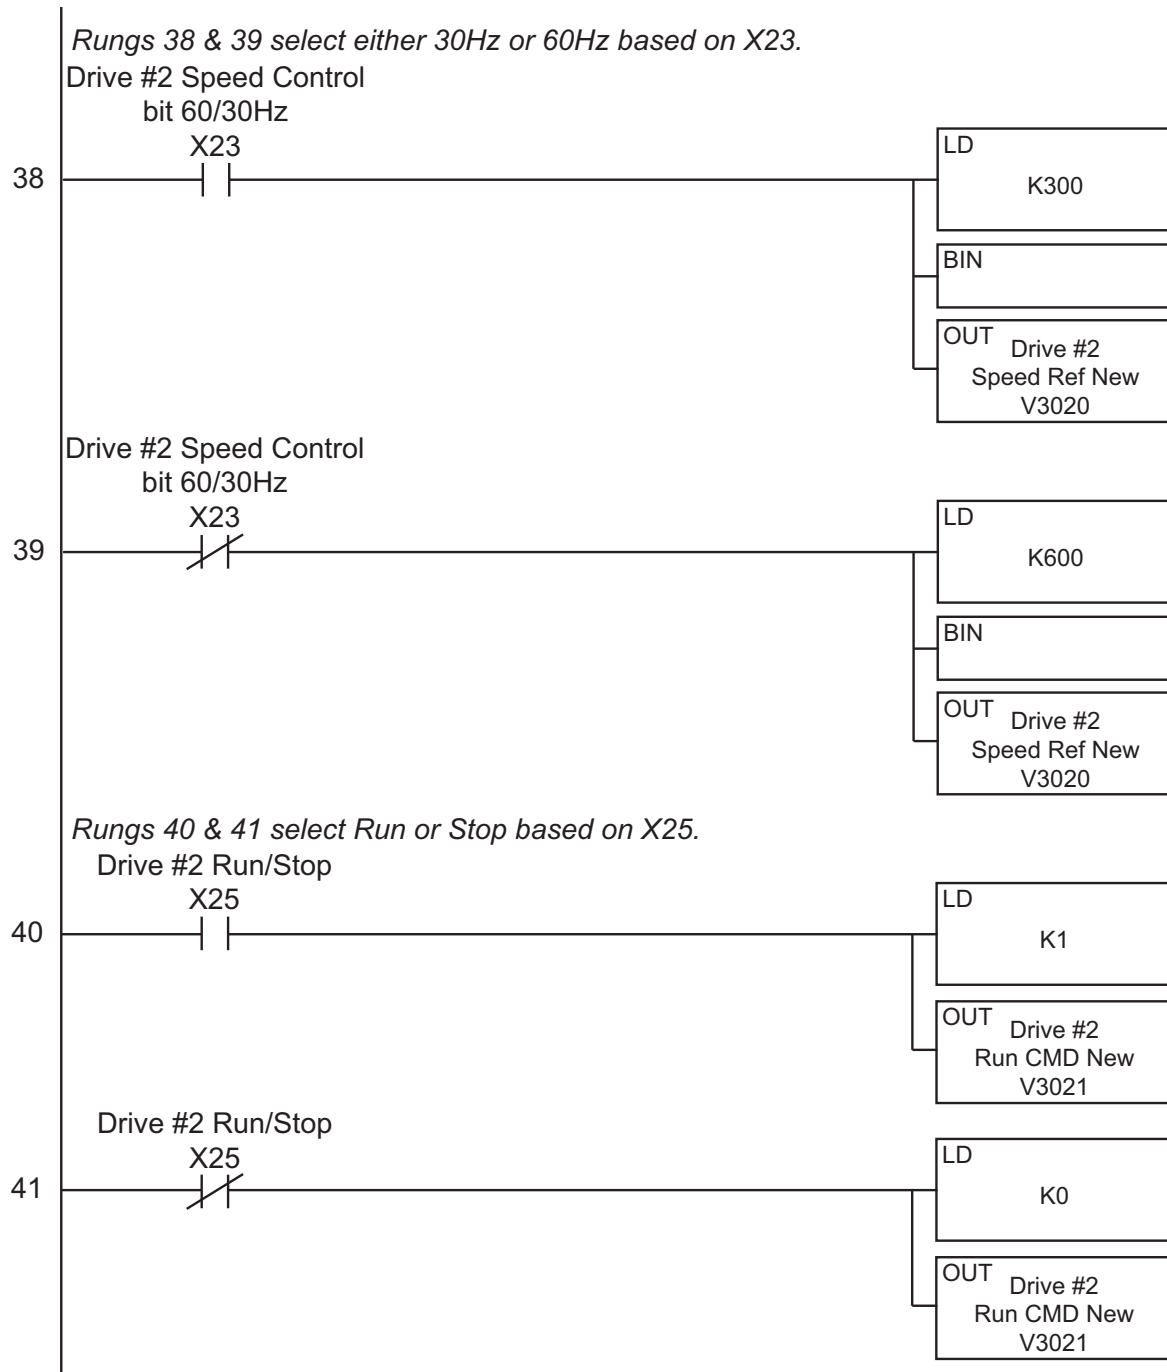 Rungs 38 & 39 select either 30Hz or 60Hz based on X23.
Drive #2 Speed Control
bit 60/30Hz
X23
38
LD
K300
BIN
OUT
Drive #2
Speed Ref New
V3020
Drive #2 Speed Control
bit 60/30Hz
X23
39
LD
K600
BIN
OUT
Drive #2
Speed Ref New
V3020
Rungs 40 & 41 select Run or Stop based on X25.
Drive #2 Run/Stop
X25
40
LD
K1
OUT
Drive #2
Run CMD New
V3021
Drive #2 Run/Stop
X25
41
LD
K0
OUT
Drive #2
Run CMD New
V3021